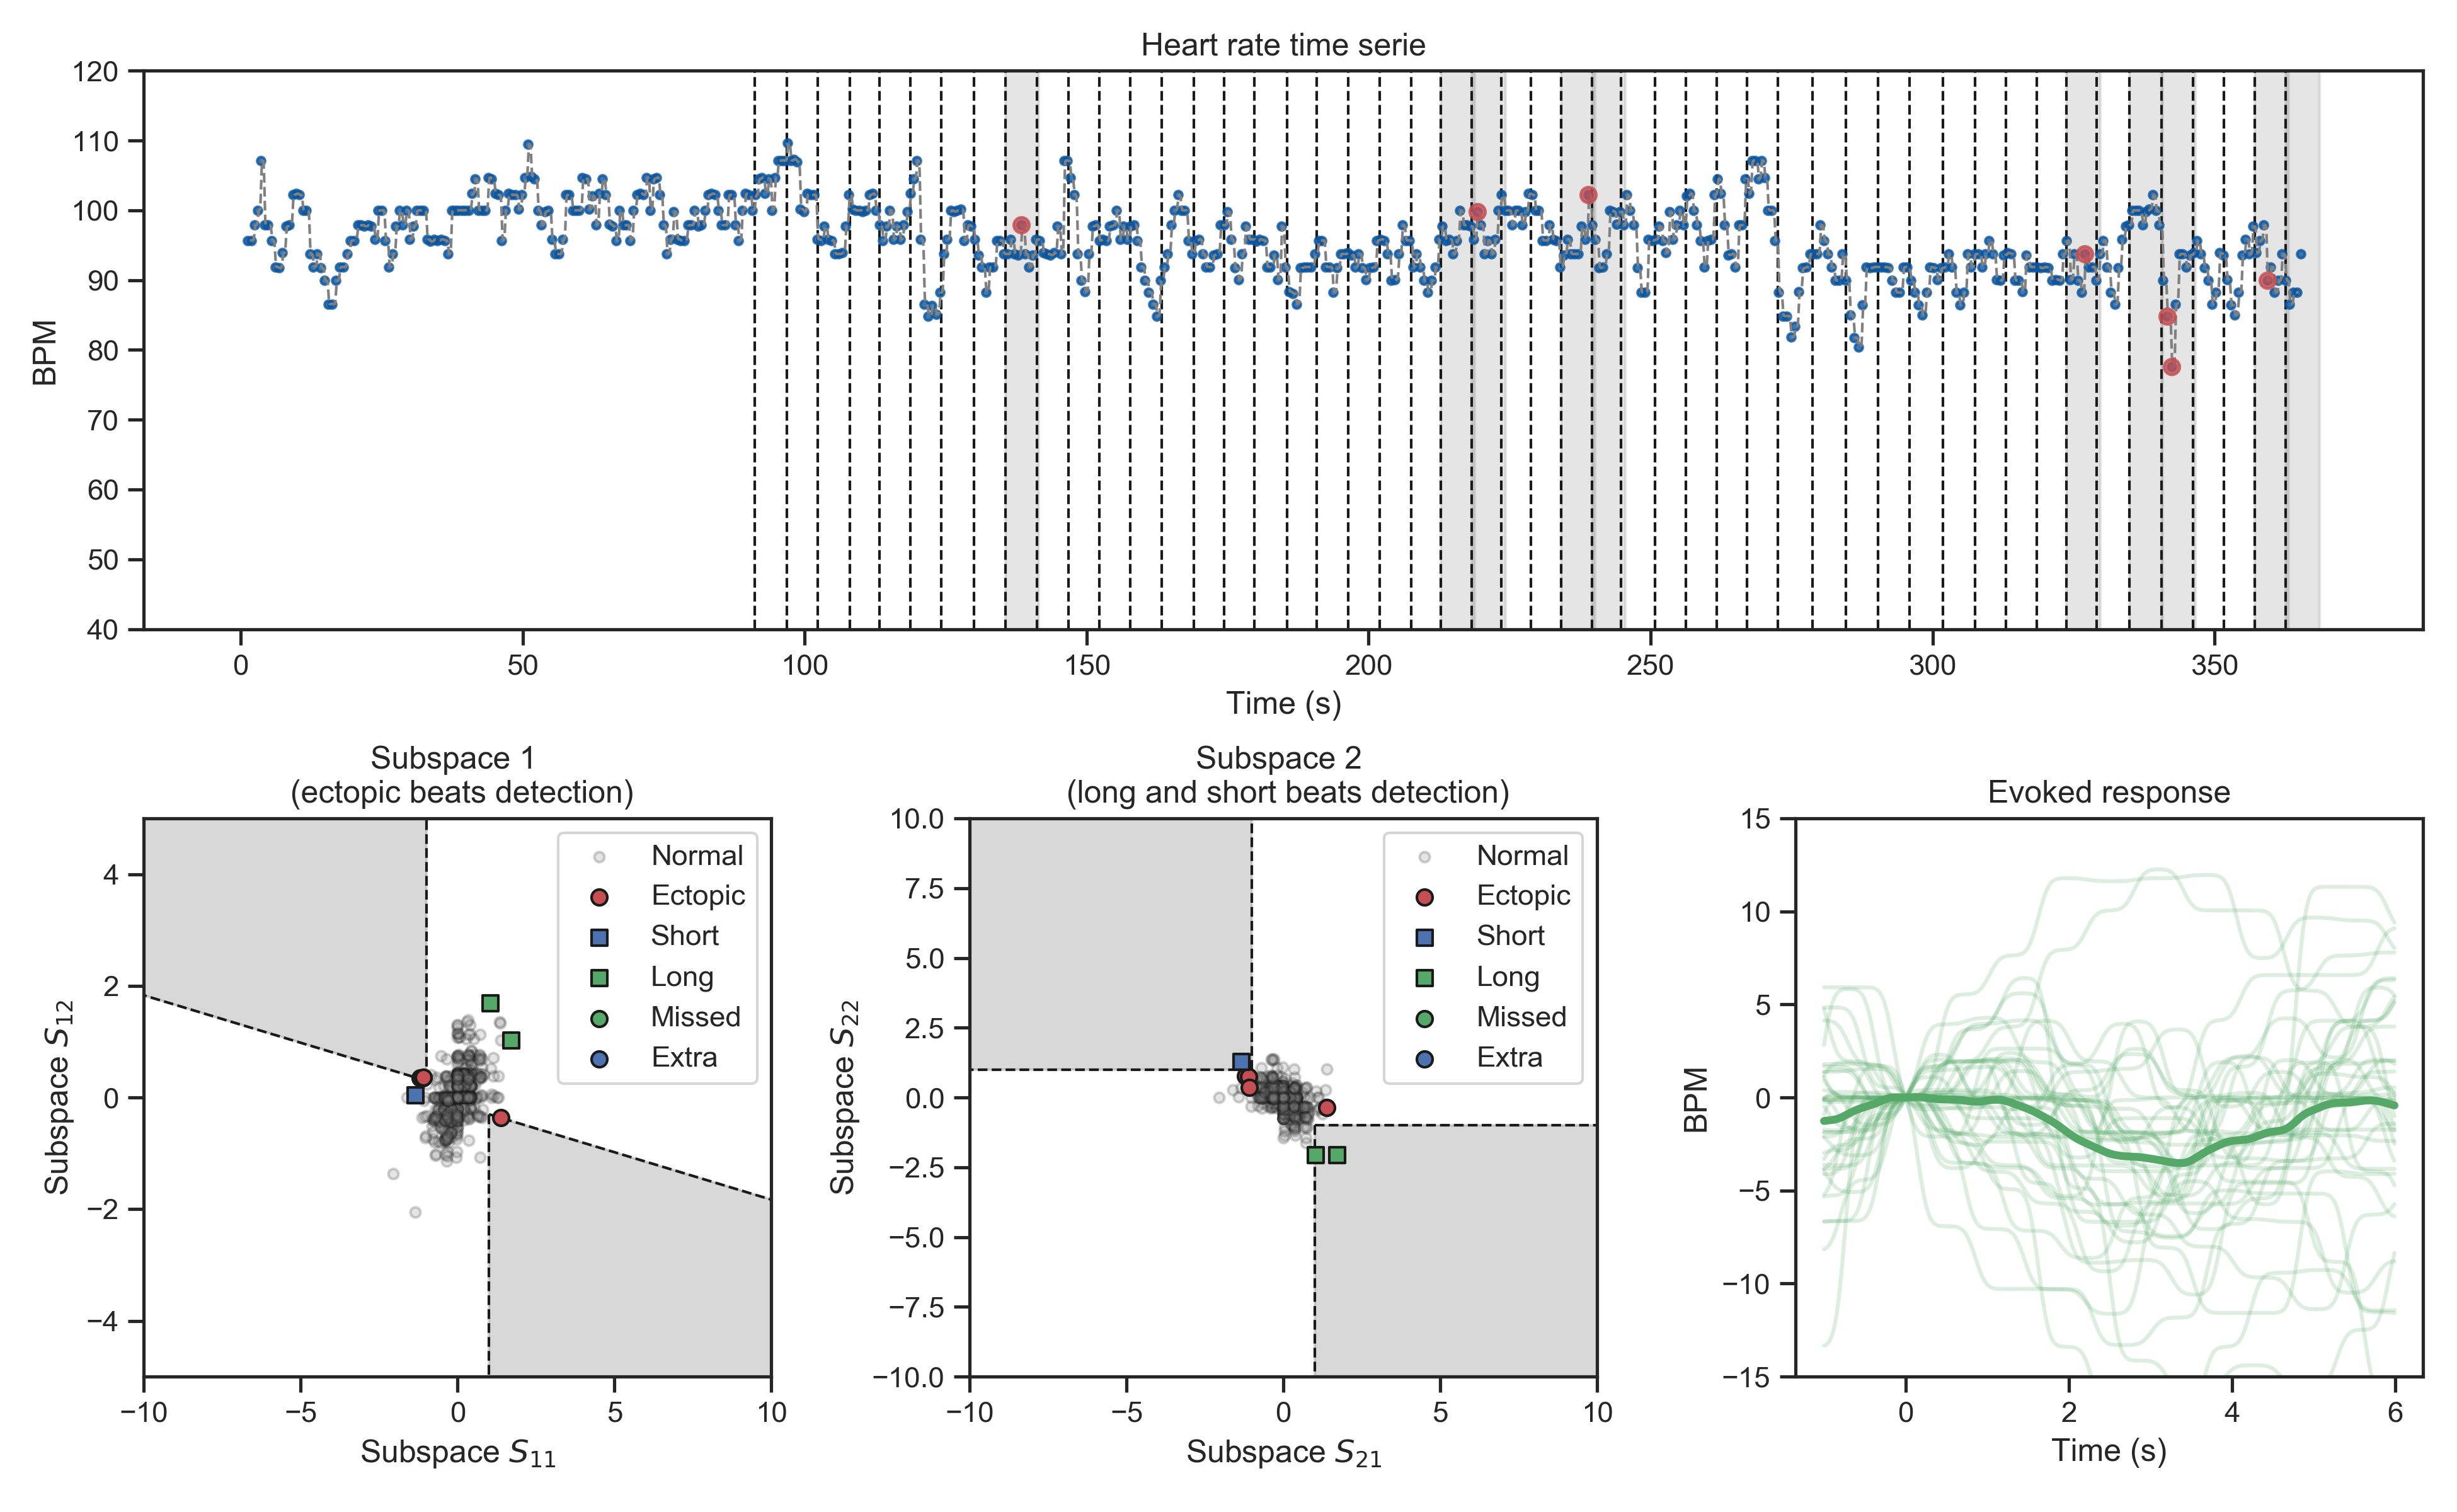 Heart rate time serie
120
110
100
90
80
70
60
50
40
BPM
0
50
100
150
200
250
300
350
Time (s)
Subspace 1
(ectopic beats detection)
4
2
0
−2
−4
Subspace S12
Normal
Ectopic
Short
Long
Missed
Extra
−10
−5
0
5
10
Subspace S11
Subspace 2
(long and short beats detection)
10.0
7.5
5.0
2.5
0.0
−2.5
−5.0
−7.5
−10.0
Subspace S22
Normal
Ectopic
Short
Long
Missed
Extra
−10
−5
0
5
10
Subspace S21
Evoked response
15
10
5
0
−5
−10
−15
BPM
0
2
4
6
Time (s)